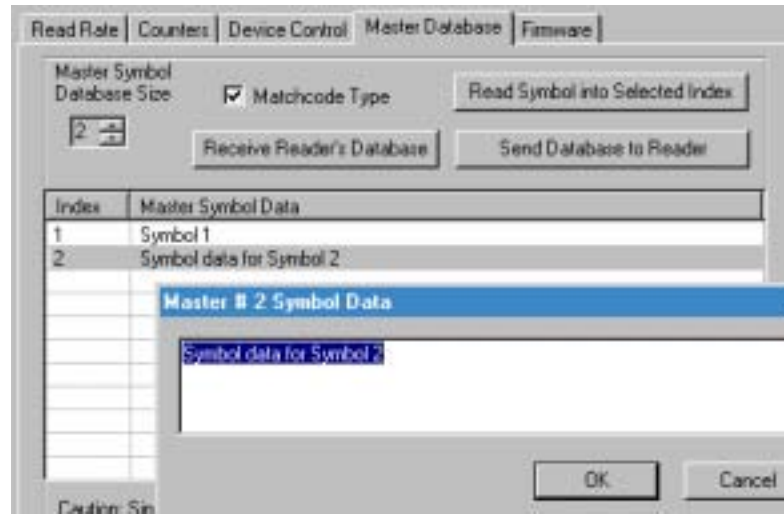 Read Rate Counters Device Control Master Database Firmware
Master Symbol
Database Size
Matchcode Type
Read Symbol into Selected Index
2
Receive Reader's Database
Send Database to Reader
Index Master Symbol Data
1 Symbol 1
2 Symbol data for Symbol 2
Master # 2 Symbol Data
Symbol data for Symbol 2
OK Cancel
Caution: Sin